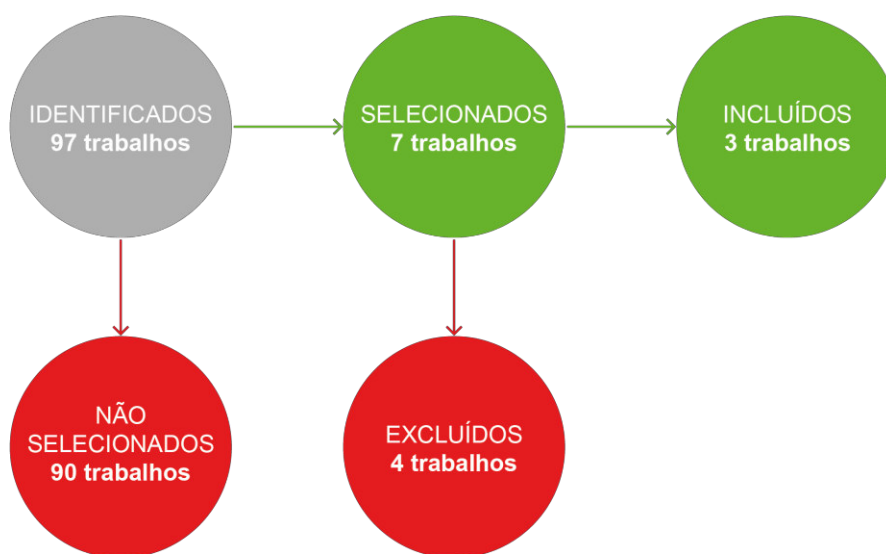 IDENTIFICADOS
97 trabalhos
SELECIONADOS
7 trabalhos
INCLUÍDOS
3 trabalhos
NÃO
SELECIONADOS
90 trabalhos
EXCLUÍDOS
4 trabalhos